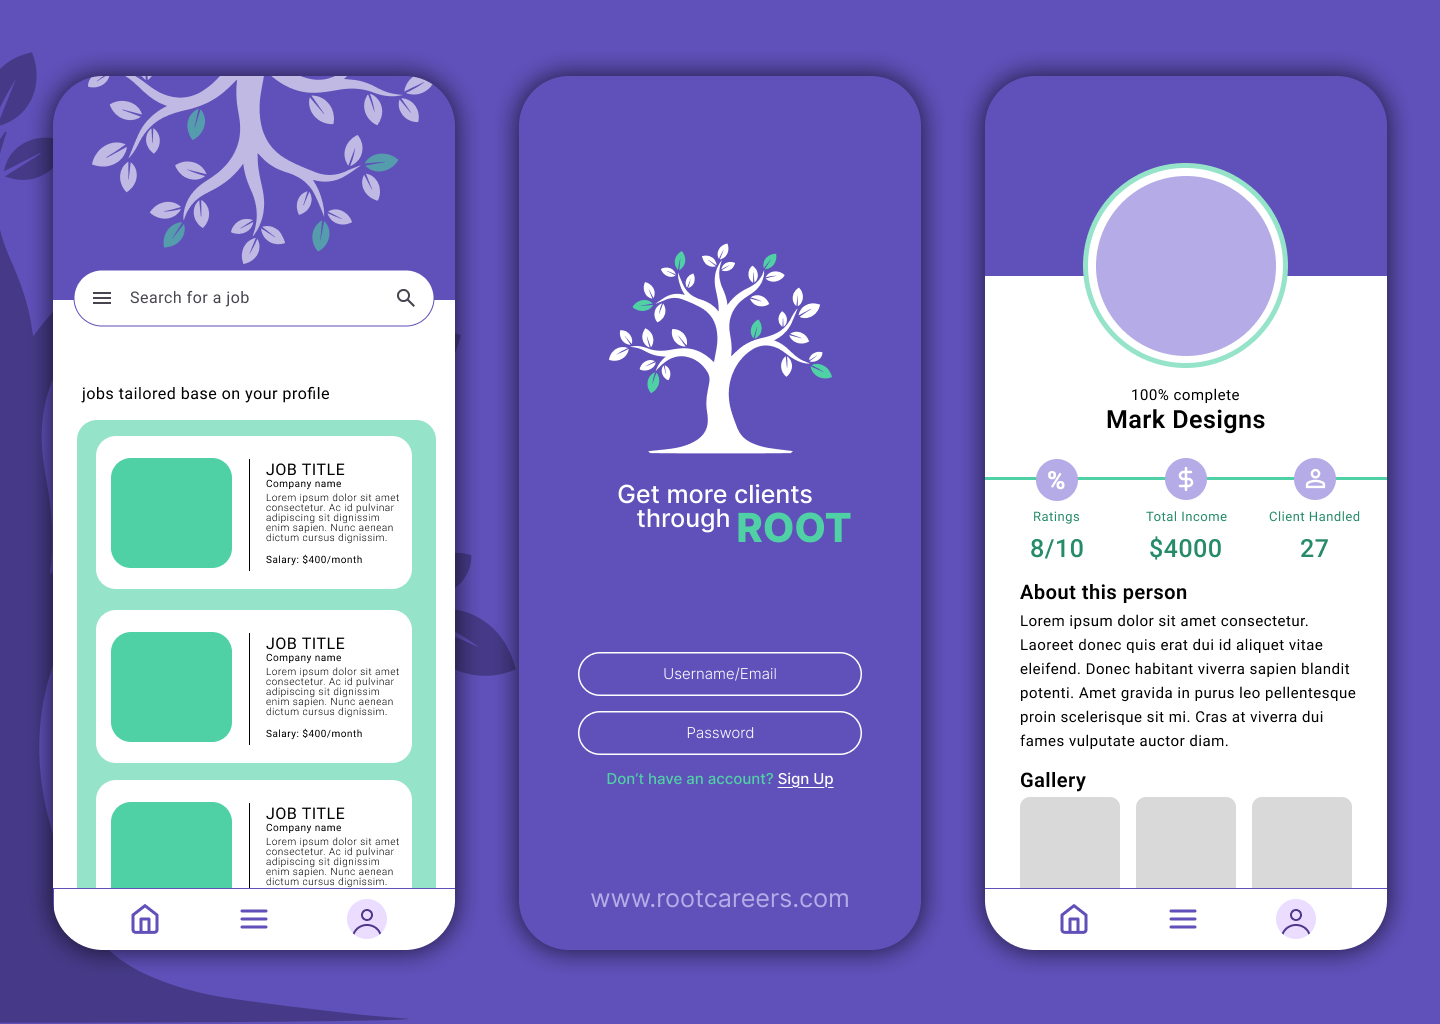 Search for a job
jobs tailored base on your profile
JOB TITLE
Company name
Lorem ipsum dolor sit amet
consectetur. Ac id pulvinar
adipiscing sit dignissim
enim sapien. Nunc aenean
dictum cursus dignissim.
Salary: $400/month
JOB TITLE
Company name
Lorem ipsum dolor sit amet
consectetur. Ac id pulvinar
adipiscing sit dignissim
enim sapien. Nunc aenean
dictum cursus dignissim.
Salary: $400/month
JOB TITLE
Company name
Lorem ipsum dolor sit amet
consectetur. Ac id pulvinar
adipiscing sit dignissim
enim sapien. Nunc aenean
dictum cursus dignissim.
Get more clients
through ROOT
Username/Email
Password
Don't have an account? Sign Up
www.rootcareers.com
100% complete
Mark Designs
% $
Ratings Total Income Client Handled
8/10 $4000 27
About this person
Lorem ipsum dolor sit amet consectetur.
Laoreet donec quis erat dui id aliquet vitae
eleifend. Donec habitant viverra sapien blandit
potenti. Amet gravida in purus leo pellentesque
proin scelerisque sit mi. Cras at viverra dui
fames vulputate auctor diam.
Gallery